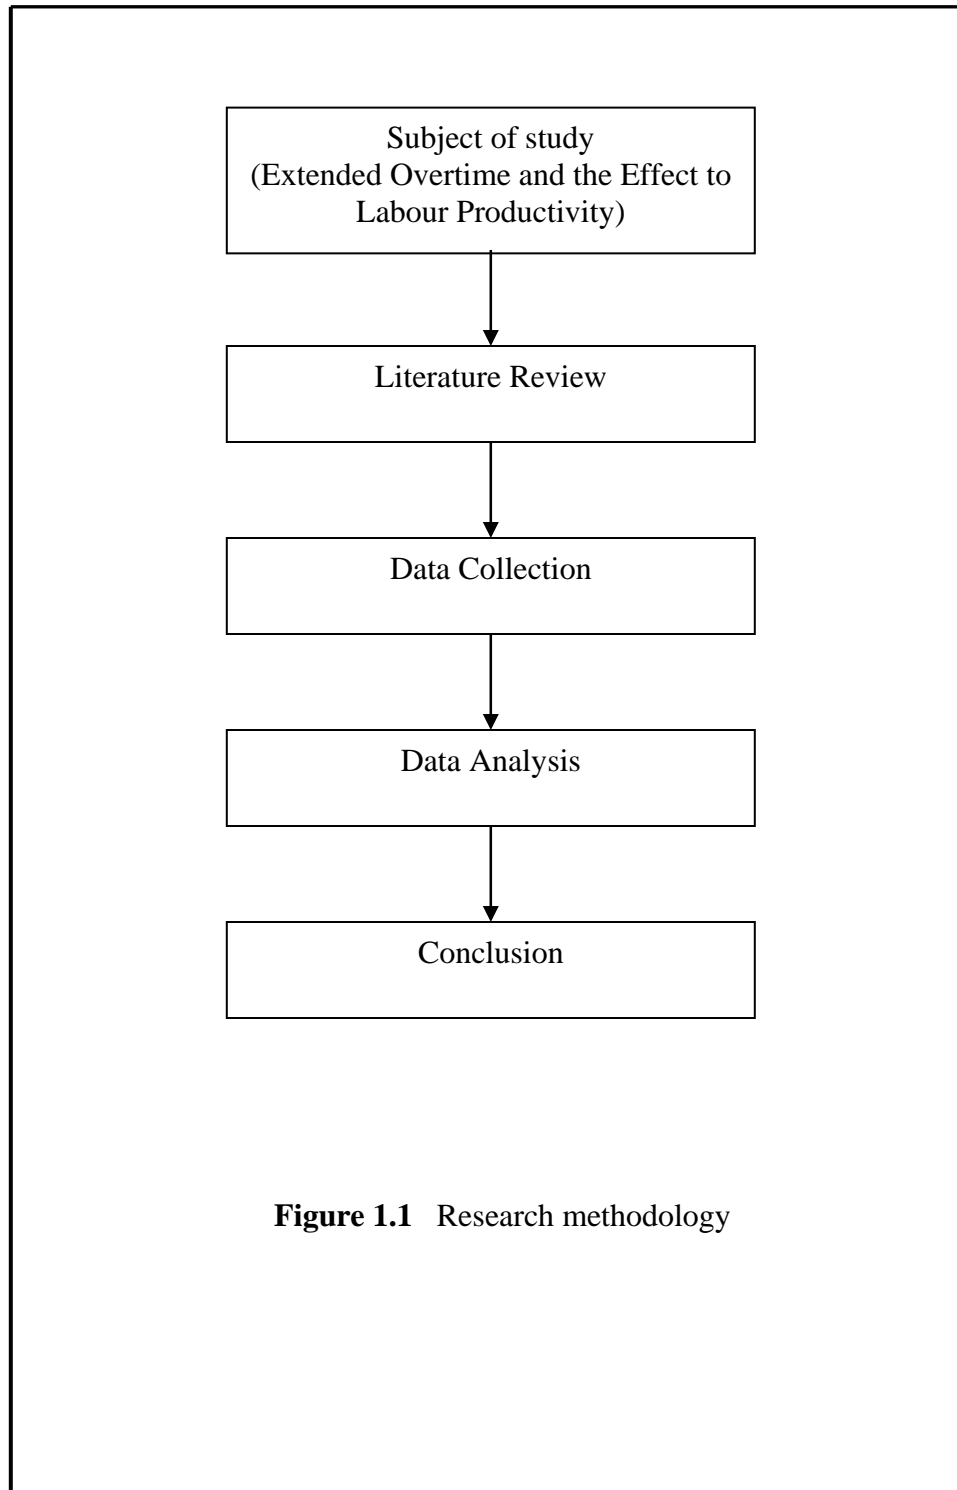 Subject of study
(Extended Overtime and the Effect to
Labour Productivity)
Literature Review
Data Collection
Data Analysis
Conclusion
Figure 1.1 Research methodology